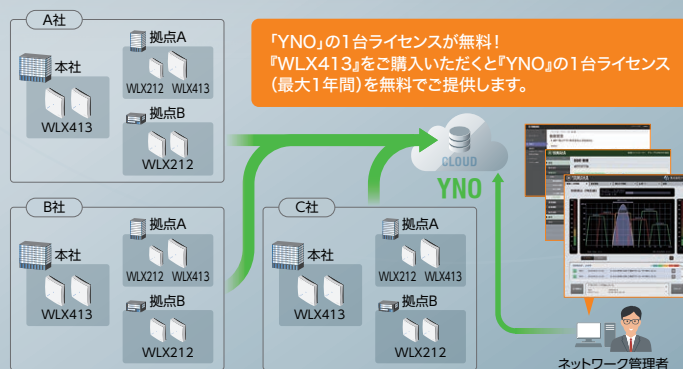 A社
本社
WLX413
拠点A
WLX212 WLX413
拠点B
WLX212
「YNO」の1台ライセンスが無料!
『WLX413』をご購入いただくと『YNO』の1台ライセンス
(最大1年間)を無料でご提供します。
CLOUD
YNO
B社
本社
WLX413
拠点A
WLX212 WLX413
拠点B
WLX212
C社
本社
WLX413
拠点A
WLX212 WLX413
拠点B
WLX212
ネットワーク管理者